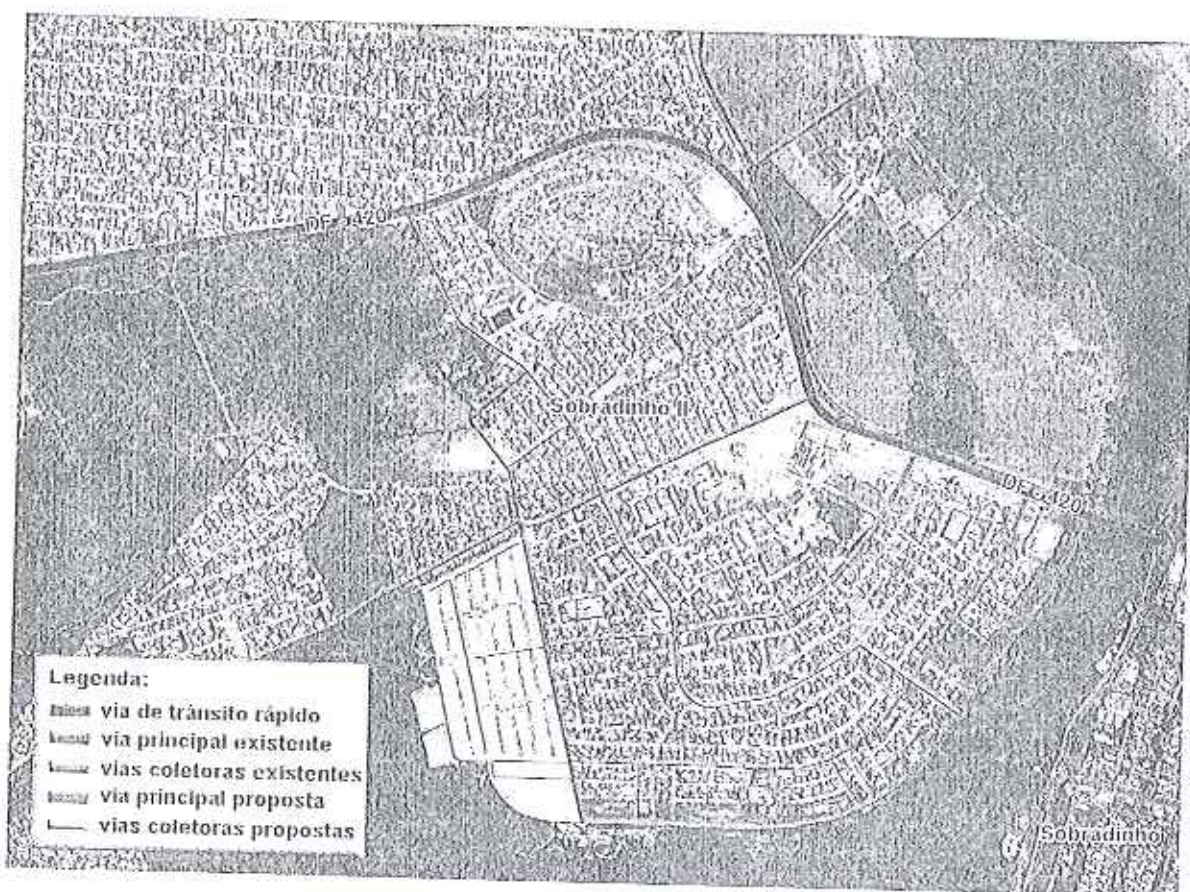 DF - 420
Sobradinho II
DF - 420
Legenda:
via de trânsito rápido
via principal existente
vias coletoras existentes
via principal proposta
vias coletoras propostas
Sobradinho